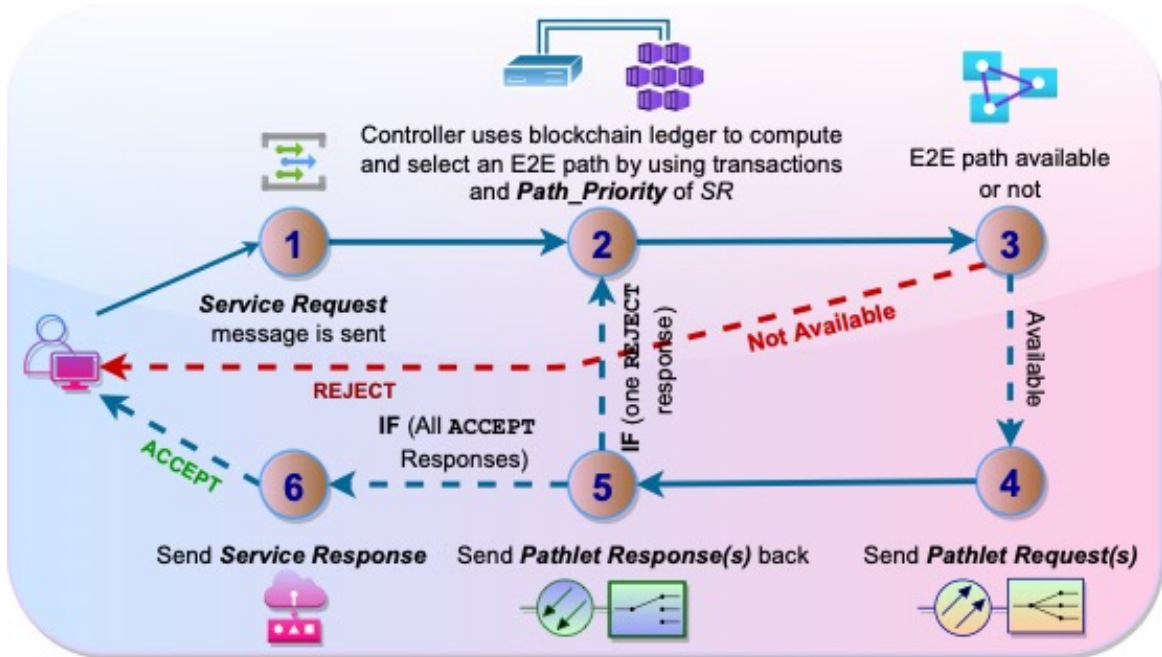 Controller uses blockchain ledger to compute
and select an E2E path by using transactions
and Path_Priority of SR
E2E path available
or not
1
2
3
Service Request
message is sent
Not Available
Available
REJECT
IF (one REJECT
response)
IF (All ACCEPT
Responses)
ACCEPT
6
5
4
Send Service Response
Send Pathlet Response(s) back
Send Pathlet Request(s)